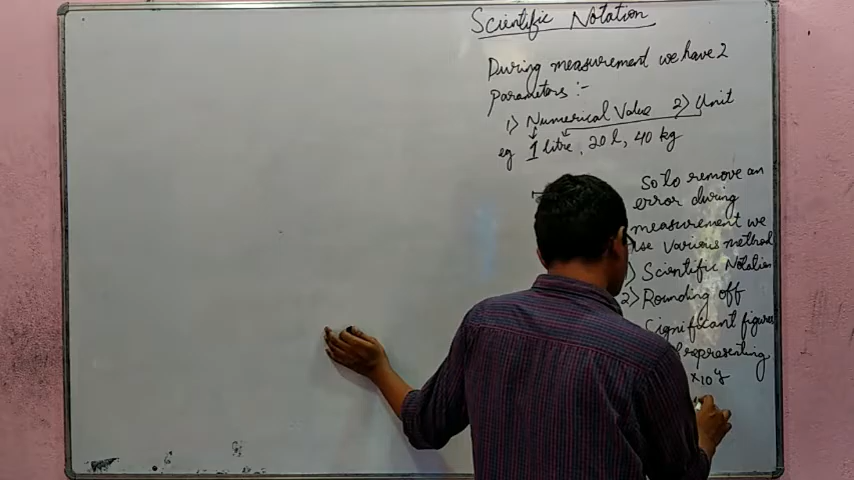 Scientific Notation
During measurement we have 2
parameters :-
1) Numerical Value 2) Unit
eg 1 litre, 20 l, 40 kg
So to remove an
error during
measurement we
use various method
1) Scientific Notation
2) Rounding off
Significant figures
representing
×10^y